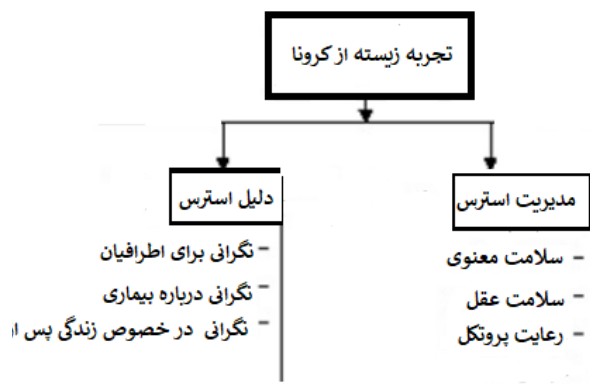 تجربه زیسته از کرونا
مدیریت استرس
- سلامت معنوی
- سلامت عقل
- رعایت پروتکل
دلیل استرس
- نگرانی برای اطرافیان
- نگرانی درباره بیماری
- نگرانی در خصوص زندگی پس